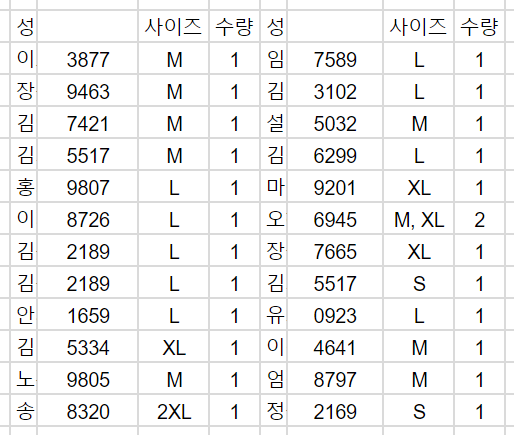 성 사이즈 수량 성 사이즈 수량
이 3877 M 1 임 7589 L 1
장 9463 M 1 김 3102 L 1
김 7421 M 1 설 5032 M 1
김 5517 M 1 김 6299 L 1
홍 9807 L 1 마 9201 XL 1
이 8726 L 1 오 6945 M, XL 2
김 2189 L 1 장 7665 XL 1
김 2189 L 1 김 5517 S 1
안 1659 L 1 유 0923 L 1
김 5334 XL 1 이 4641 M 1
노 9805 M 1 엄 8797 M 1
송 8320 2XL 1 정 2169 S 1